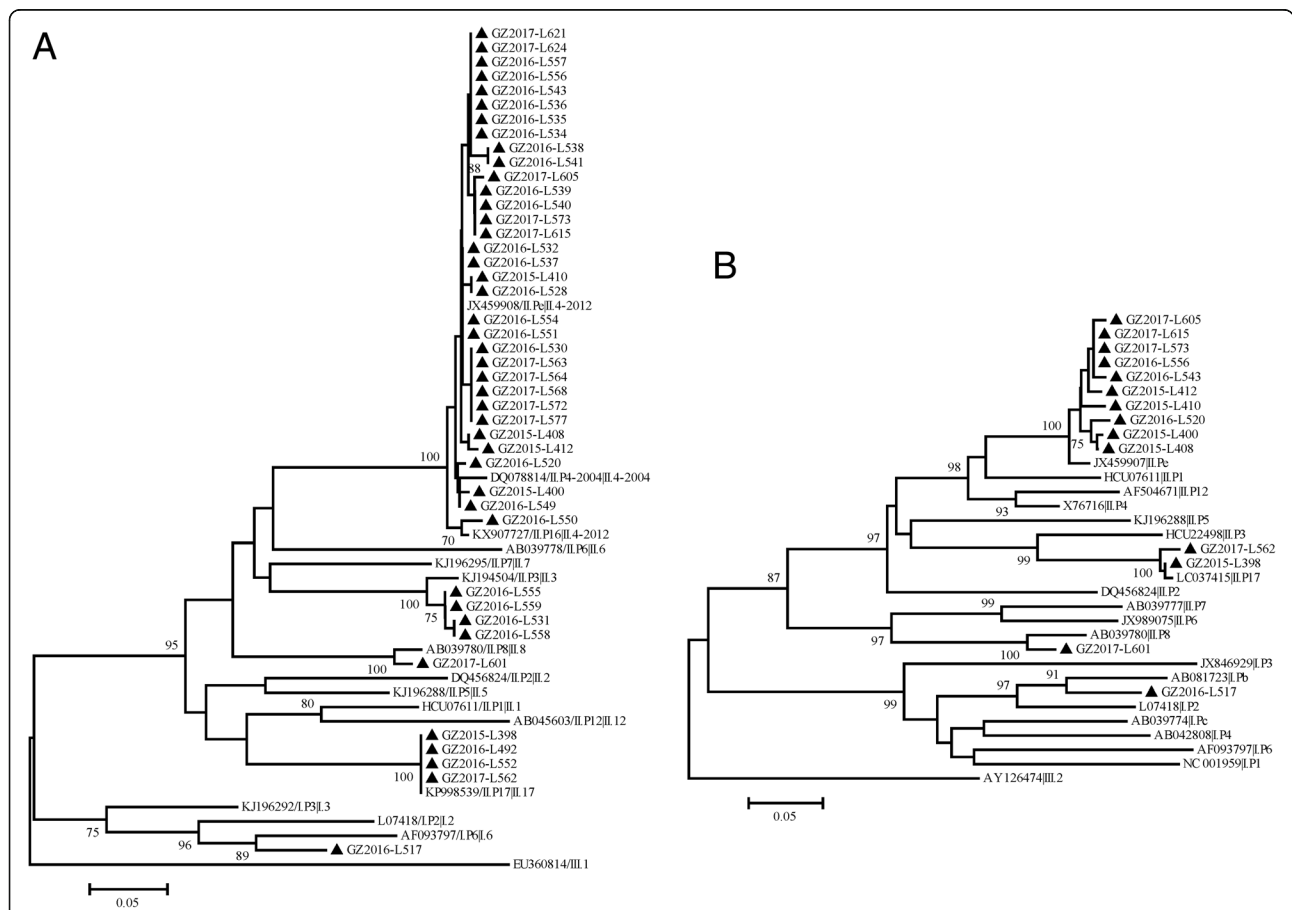 A
▲ GZ2017-L621
▲ GZ2017-L624
▲ GZ2016-L557
▲ GZ2016-L556
▲ GZ2016-L543
▲ GZ2016-L536
▲ GZ2016-L535
▲ GZ2016-L534
▲ GZ2016-L538
▲ GZ2016-L541
88
▲ GZ2017-L605
▲ GZ2016-L539
▲ GZ2016-L540
▲ GZ2017-L573
▲ GZ2017-L615
▲ GZ2016-L532
▲ GZ2016-L537
▲ GZ2015-L410
▲ GZ2016-L528
JX459908/II.Pe|II.4-2012
▲ GZ2016-L554
▲ GZ2016-L551
▲ GZ2016-L530
▲ GZ2017-L563
▲ GZ2017-L564
▲ GZ2017-L568
▲ GZ2017-L572
▲ GZ2017-L577
▲ GZ2015-L408
▲ GZ2015-L412
100
▲ GZ2016-L520
DQ078814/II.P4-2004|II.4-2004
▲ GZ2015-L400
▲ GZ2016-L549
▲ GZ2016-L550
KX907727/II.P16|II.4-2012
70
AB039778/II.P6|II.6
KJ196295/II.P7|II.7
KJ194504/II.P3|II.3
▲ GZ2016-L555
100
▲ GZ2016-L559
75
▲ GZ2016-L531
▲ GZ2016-L558
95
AB039780/II.P8|II.8
▲ GZ2017-L601
100
DQ456824/II.P2|II.2
KJ196288/II.P5|II.5
80
HCU07611/II.P1|II.1
AB045603/II.P12|II.12
▲ GZ2015-L398
▲ GZ2016-L492
▲ GZ2016-L552
100
▲ GZ2017-L562
KP998539/II.P17|II.17
KJ196292/I.P3|I.3
75
L07418/I.P2|I.2
96
AF093797/I.P6|I.6
89
▲ GZ2016-L517
EU360814/III.1
0.05
B
▲ GZ2017-L605
▲ GZ2017-L615
▲ GZ2017-L573
▲ GZ2016-L556
▲ GZ2016-L543
▲ GZ2015-L412
▲ GZ2015-L410
▲ GZ2016-L520
100
▲ GZ2015-L400
75
▲ GZ2015-L408
JX459907|II.Pe
98
HCU07611|II.P1
AF504671|II.P12
X76716|II.P4
93
KJ196288|II.P5
97
HCU22498|II.P3
▲ GZ2017-L562
99
▲ GZ2015-L398
100
LC037415|II.P17
87
DQ456824|II.P2
99
AB039777|II.P7
JX989075|II.P6
97
AB039780|II.P8
▲ GZ2017-L601
100
JX846929|I.P3
91
AB081723|I.Pb
97
▲ GZ2016-L517
99
L07418|I.P2
AB039774|I.Pc
AB042808|I.P4
AF093797|I.P6
NC 001959|I.P1
AY126474|III.2
0.05